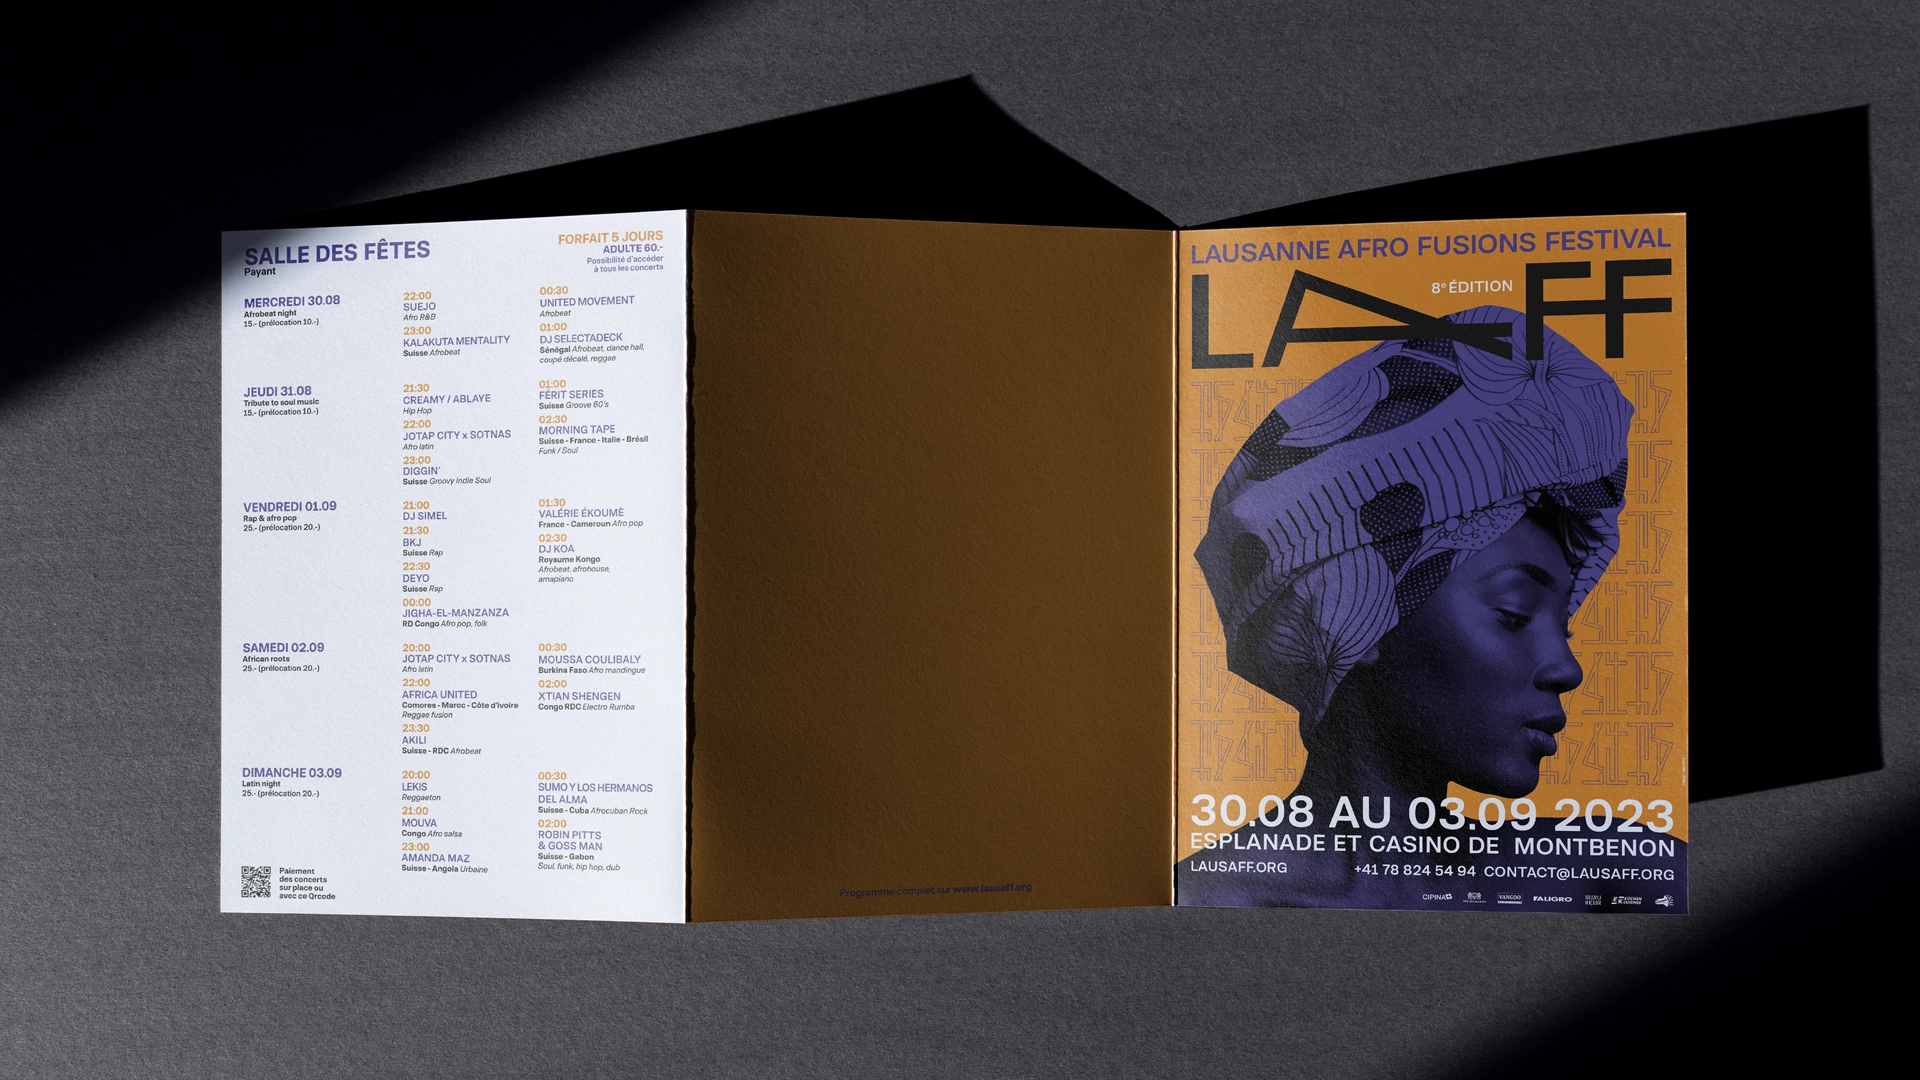 SALLE DES FÊTES
Payant
FORFAIT 5 JOURS
ADULTE 60.-
Possibilité d'accéder
à tous les concerts
MERCREDI 30.08
Afrobeat night
15.- (prélocation 10.-)
22:00
SUEJO
Afro R&B
23:00
KALAKUTA MENTALITY
Suisse Afrobeat
00:30
UNITED MOVEMENT
Afrobeat
01:00
DJ SELECTADECK
Sénégal Afrobeat, dance hall,
coupé décalé, reggae
JEUDI 31.08
Tribute to soul music
15.- (prélocation 10.-)
21:30
CREAMY / ABLAYE
Hip Hop
22:00
JOTAP CITY x SOTNAS
Afro latin
23:00
DIGGIN'
Suisse Groovy Indie Soul
01:00
FÉRIT SERIES
Suisse Groove 60's
02:30
MORNING TAPE
Suisse - France - Italie - Brésil
Funk / Soul
VENDREDI 01.09
Rap & afro pop
25.- (prélocation 20.-)
21:00
DJ SIMEL
21:30
BKJ
Suisse Rap
22:30
DEYO
Suisse Rap
00:00
JIGHA-EL-MANZANZA
RD Congo Afro pop, folk
01:30
VALÉRIE ÉKOUMÈ
France - Cameroun Afro pop
02:30
DJ KOA
Royaume Kongo
Afrobeat, afrohouse,
amapiano
SAMEDI 02.09
African roots
25.- (prélocation 20.-)
20:00
JOTAP CITY x SOTNAS
Afro latin
22:00
AFRICA UNITED
Comores - Maroc - Côte d'ivoire
Reggae fusion
23:30
AKILI
Suisse - RDC Afrobeat
00:30
MOUSSA COULIBALY
Burkina Faso Afro mandingue
02:00
XTIAN SHENGEN
Congo RDC Electro Rumba
DIMANCHE 03.09
Latin night
25.- (prélocation 20.-)
20:00
LEKIS
Reggaeton
21:00
MOUVA
Congo Afro salsa
23:00
AMANDA MAZ
Suisse - Angola Urbaine
00:30
SUMO Y LOS HERMANOS
DEL ALMA
Suisse - Cuba Afrocuban Rock
02:00
ROBIN PITTS
& GOSS MAN
Suisse - Gabon
Soul, funk, hip hop, dub
Paiement
des concerts
sur place ou
avec ce Qrcode
Programme complet sur www.lausaff.org
LAUSANNE AFRO FUSIONS FESTIVAL
LAFF
8e ÉDITION
30.08 AU 03.09 2023
ESPLANADE ET CASINO DE MONTBENON
LAUSAFF.ORG +41 78 824 54 94 CONTACT@LAUSAFF.ORG
CIPINA VANGOO ALIGRO KÜCHEN CUISINES